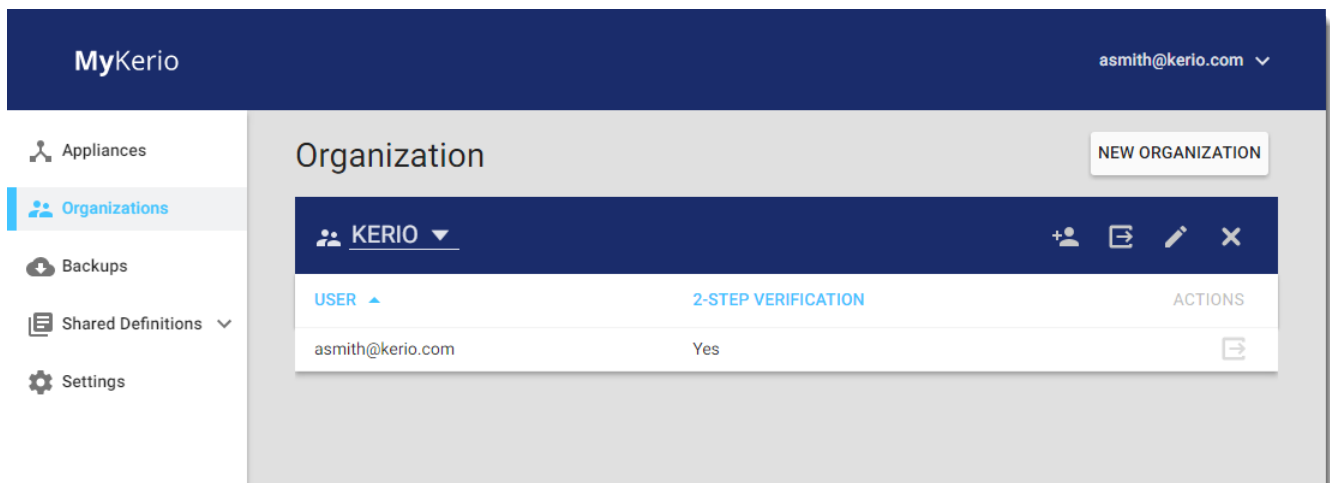 MyKerio
asmith@kerio.com
Appliances
Organizations
Backups
Shared Definitions
Settings
Organization
NEW ORGANIZATION
KERIO
USER
2-STEP VERIFICATION
ACTIONS
asmith@kerio.com
Yes